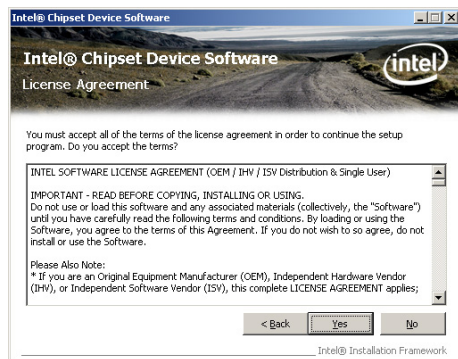 Intel® Chipset Device Software
Intel® Chipset Device Software
intel
License Agreement
You must accept all of the terms of the license agreement in order to continue the setup
program. Do you accept the terms?
INTEL SOFTWARE LICENSE AGREEMENT (OEM / IHV / ISV Distribution & Single User)
IMPORTANT - READ BEFORE COPYING, INSTALLING OR USING.
Do not use or load this software and any associated materials (collectively, the "Software")
until you have carefully read the following terms and conditions. By loading or using the
Software, you agree to the terms of this Agreement. If you do not wish to so agree, do not
install or use the Software.
Please Also Note:
* If you are an Original Equipment Manufacturer (OEM), Independent Hardware Vendor
(IHV), or Independent Software Vendor (ISV), this complete LICENSE AGREEMENT applies;
< Back Yes No
Intel® Installation Framework